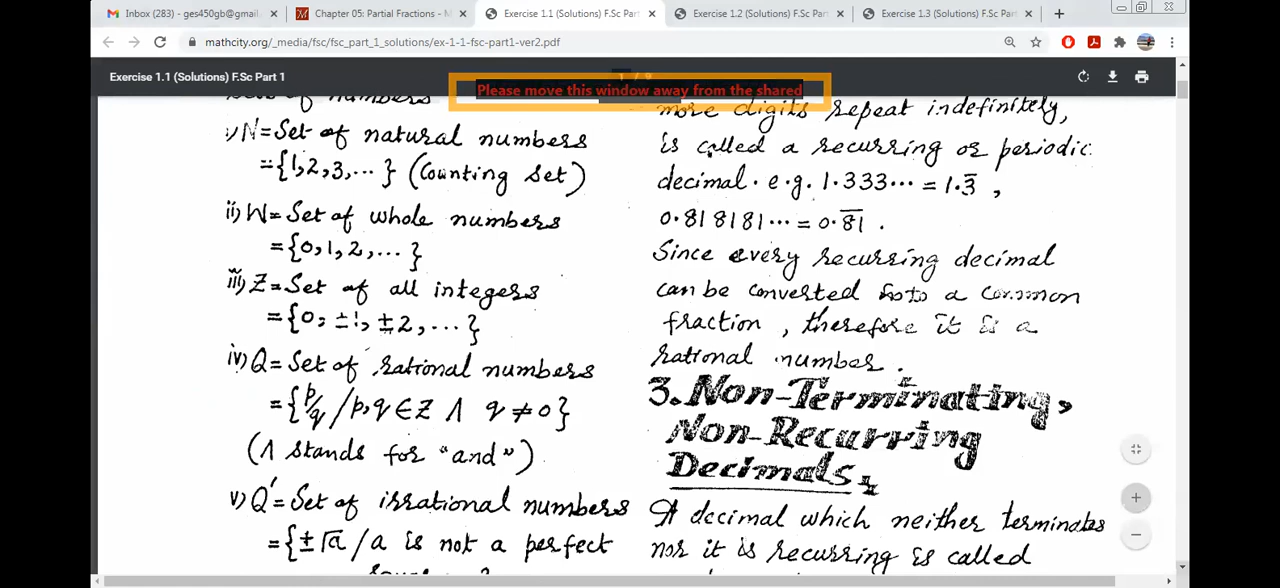 Inbox (283) - ges450gb@gmail.
Chapter 05: Partial Fractions - M
Exercise 1.1 (Solutions) F.Sc Par
Exercise 1.2 (Solutions) F.Sc Par
Exercise 1.3 (Solutions) F.Sc Par
mathcity.org/_media/fsc/fsc_part_1_solutions/ex-1-1-fsc-part1-ver2.pdf
Exercise 1.1 (Solutions) F.Sc Part 1
Please move this window away from the shared
of numbers
i) N=Set of natural numbers
={1,2,3,...} (Counting Set)
ii) W=Set of whole numbers
={0,1,2,...}
iii) Z=Set of all integers
={0,±1,±2,...}
iv) Q=Set of rational numbers
={p/q /p,q∈Z ∧ q≠0}
(∧ stands for "and")
v) Q'=Set of irrational numbers
={±√a /a is not a perfect
more digits repeat indefinitely,
is called a recurring or periodic
decimal. e.g. 1.333... = 1.3̅ ,
0.818181... = 0.8̅1̅ .
Since every recurring decimal
can be converted into a common
fraction, therefore it is a
rational number.
3. Non-Terminating,
Non-Recurring
Decimals
A decimal which neither terminates
nor it is recurring is called